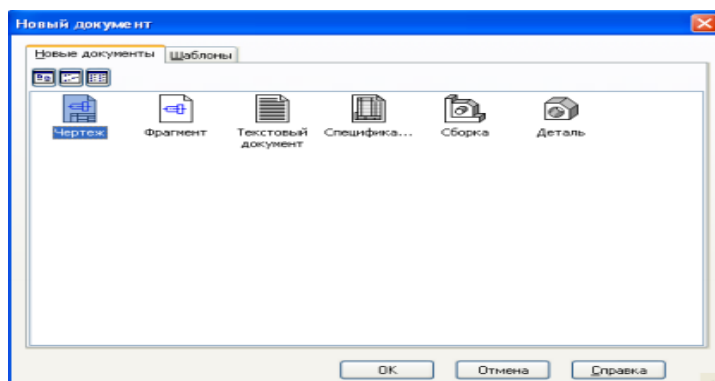 Новый документ
Новые документы Шаблоны
Чертеж Фрагмент Текстовый документ Специфика... Сборка Деталь
OK Отмена Справка